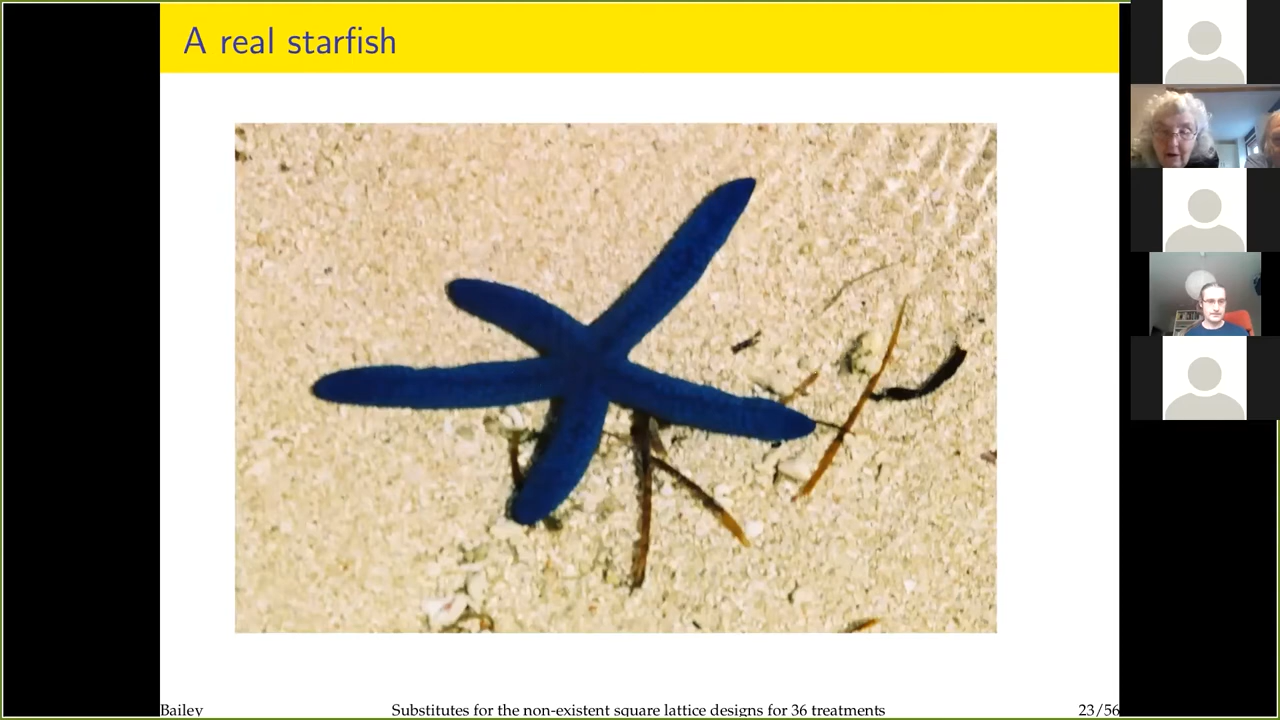 A real starfish
Bailey
Substitutes for the non-existent square lattice designs for 36 treatments
23/56